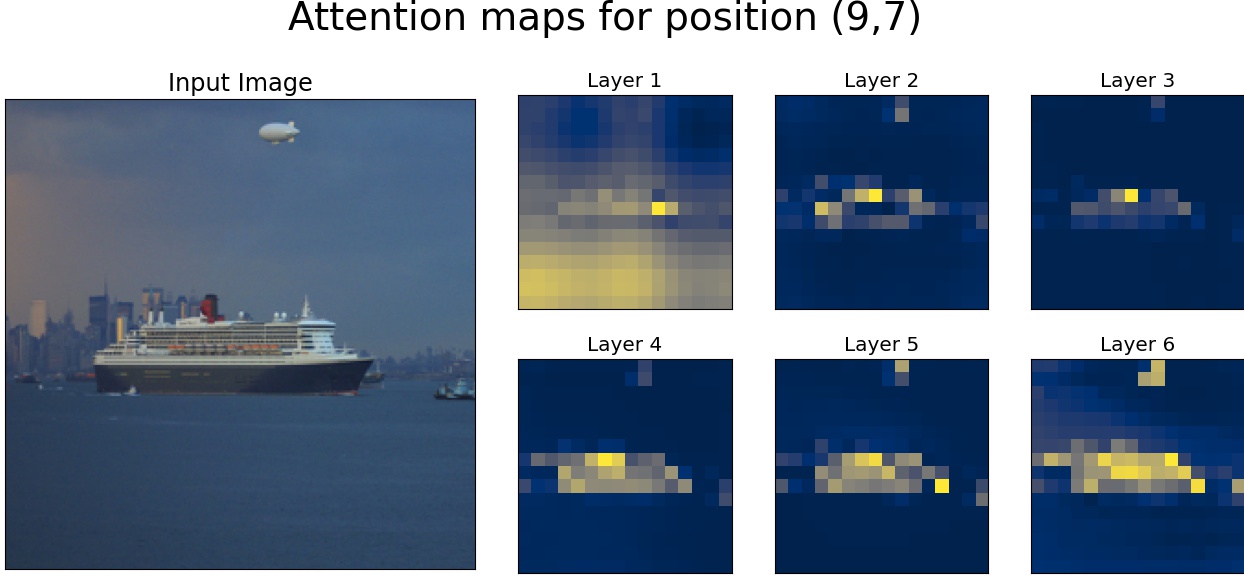 Attention maps for position (9,7)
Input Image
Layer 1
Layer 2
Layer 3
Layer 4
Layer 5
Layer 6